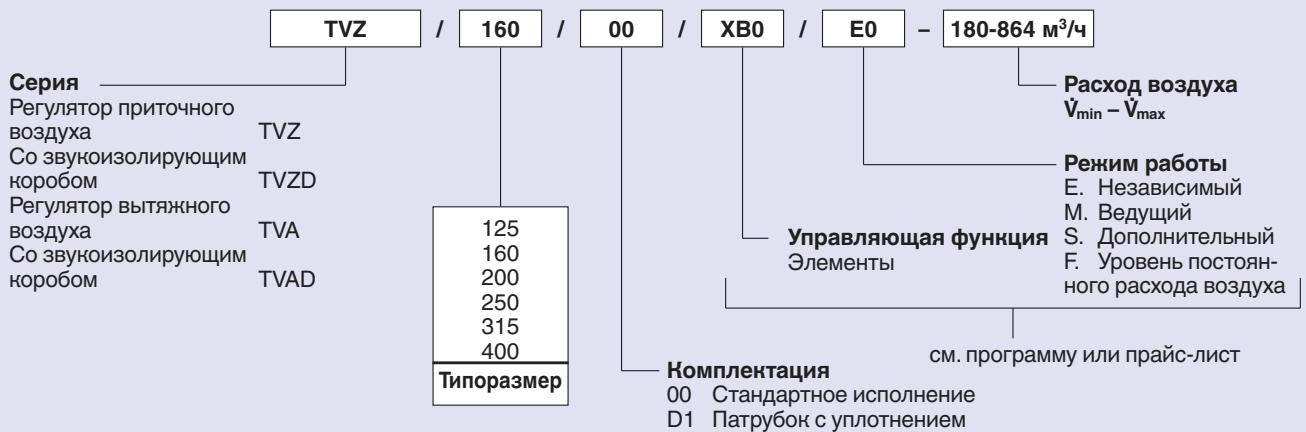 TVZ / 160 / 00 / XB0 / E0 – 180-864 м³/ч
Серия
Регулятор приточного
воздуха TVZ
Со звукоизолирующим
коробом TVZD
Регулятор вытяжного
воздуха TVA
Со звукоизолирующим
коробом TVAD
125
160
200
250
315
400
Типоразмер
Комплектация
00 Стандартное исполнение
D1 Патрубок с уплотнением
Управляющая функция
Элементы
Расход воздуха
V̇min – V̇max
Режим работы
E. Независимый
M. Ведущий
S. Дополнительный
F. Уровень постоян-
ного расхода воздуха
см. программу или прайс-лист